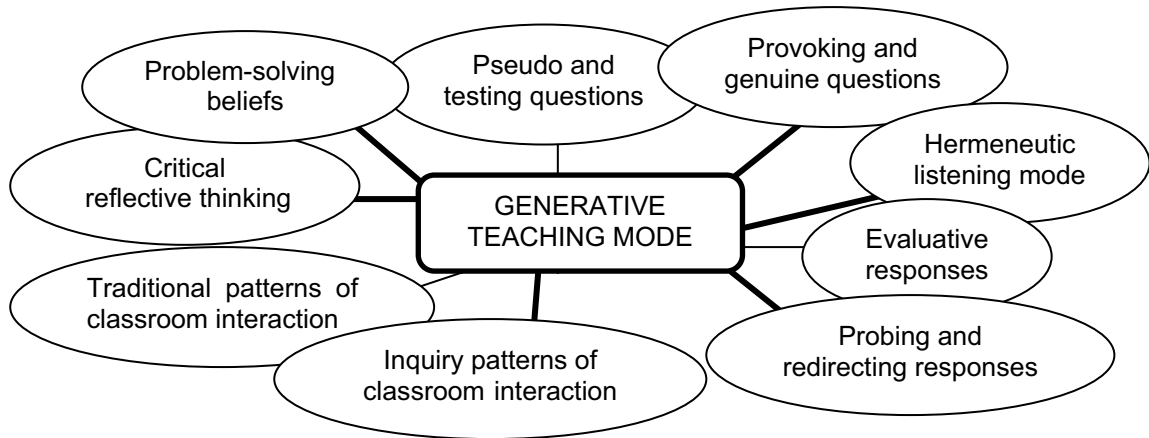 Problem-solving
beliefs
Pseudo and
testing questions
Provoking and
genuine questions
Critical
reflective thinking
GENERATIVE
TEACHING MODE
Hermeneutic
listening mode
Evaluative
responses
Traditional patterns of
classroom interaction
Inquiry patterns of
classroom interaction
Probing and
redirecting responses